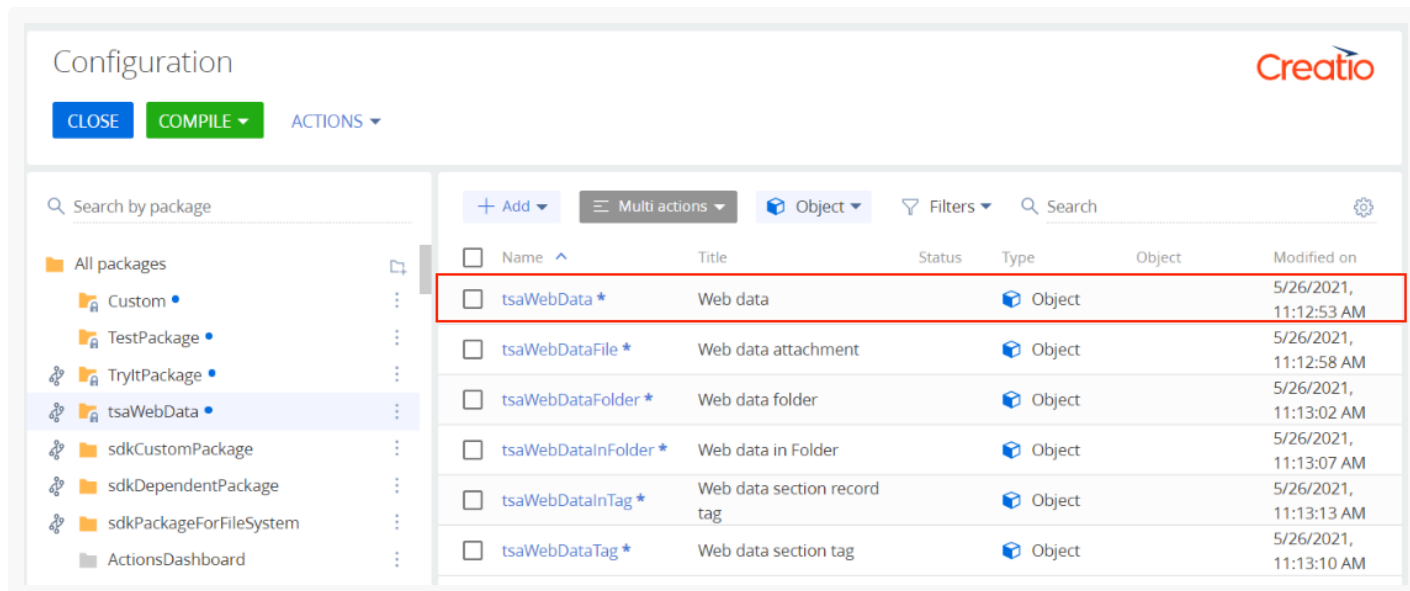 Configuration
Creatio
CLOSE COMPILE ACTIONS
Search by package
All packages
Custom
TestPackage
TryItPackage
tsaWebData
sdkCustomPackage
sdkDependentPackage
sdkPackageForFileSystem
ActionsDashboard
+ Add Multi actions Object Filters Search
Name Title Status Type Object Modified on
tsaWebData * Web data Object 5/26/2021,
11:12:53 AM
tsaWebDataFile * Web data attachment Object 5/26/2021,
11:12:58 AM
tsaWebDataFolder * Web data folder Object 5/26/2021,
11:13:02 AM
tsaWebDataInFolder * Web data in Folder Object 5/26/2021,
11:13:07 AM
tsaWebDataInTag * Web data section record Object 5/26/2021,
tag 11:13:13 AM
tsaWebDataTag * Web data section tag Object 5/26/2021,
11:13:10 AM